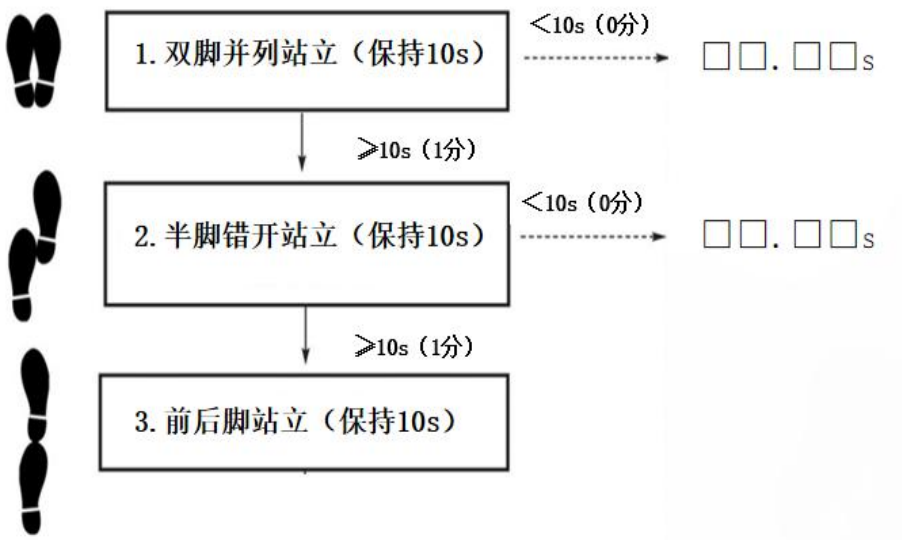 1.双脚并列站立（保持10s）
＜10s（0分）
□□.□□s
≥10s（1分）
2.半脚错开站立（保持10s）
＜10s（0分）
□□.□□s
≥10s（1分）
3.前后脚站立（保持10s）